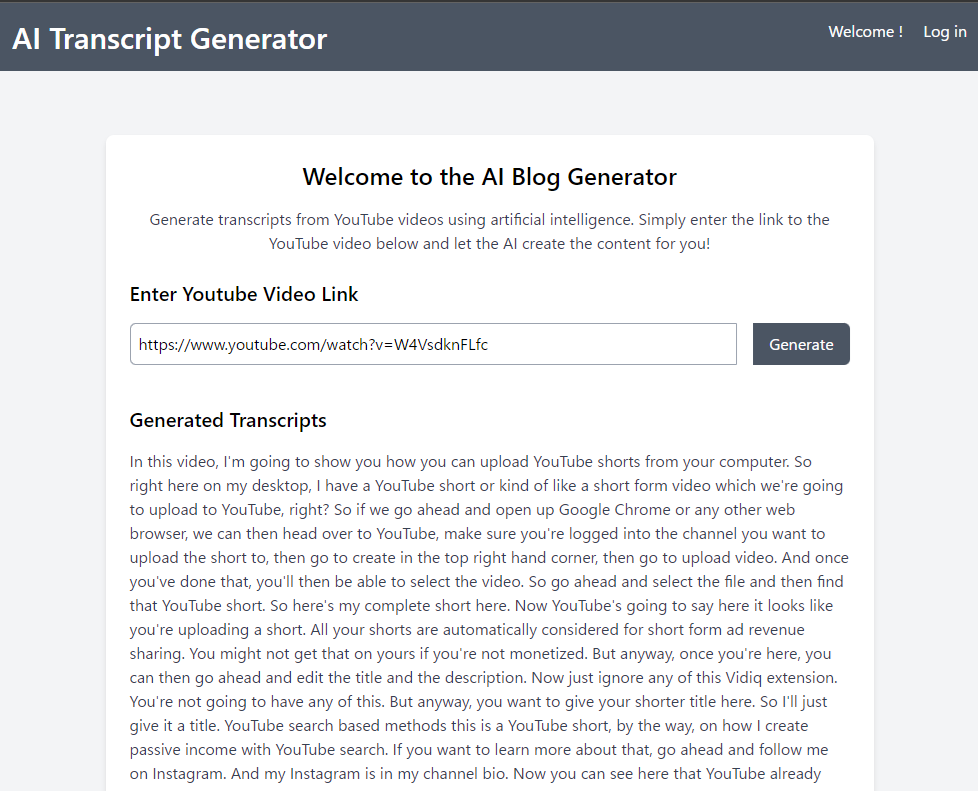 AI Transcript Generator
Welcome !
Log in
Welcome to the AI Blog Generator
Generate transcripts from YouTube videos using artificial intelligence. Simply enter the link to the
YouTube video below and let the AI create the content for you!
Enter Youtube Video Link
https://www.youtube.com/watch?v=W4VsdknFLfc
Generate
Generated Transcripts
In this video, I'm going to show you how you can upload YouTube shorts from your computer. So
right here on my desktop, I have a YouTube short or kind of like a short form video which we're going
to upload to YouTube, right? So if we go ahead and open up Google Chrome or any other web
browser, we can then head over to YouTube, make sure you're logged into the channel you want to
upload the short to, then go to create in the top right hand corner, then go to upload video. And once
you've done that, you'll then be able to select the video. So go ahead and select the file and then find
that YouTube short. So here's my complete short here. Now YouTube's going to say here it looks like
you're uploading a short. All your shorts are automatically considered for short form ad revenue
sharing. You might not get that on yours if you're not monetized. But anyway, once you're here, you
can then go ahead and edit the title and the description. Now just ignore any of this Vidiq extension.
You're not going to have any of this. But anyway, you want to give your shorter title here. So I'll just
give it a title. YouTube search based methods this is a YouTube short, by the way, on how I create
passive income with YouTube search. If you want to learn more about that, go ahead and follow me
on Instagram. And my Instagram is in my channel bio. Now you can see here that YouTube already